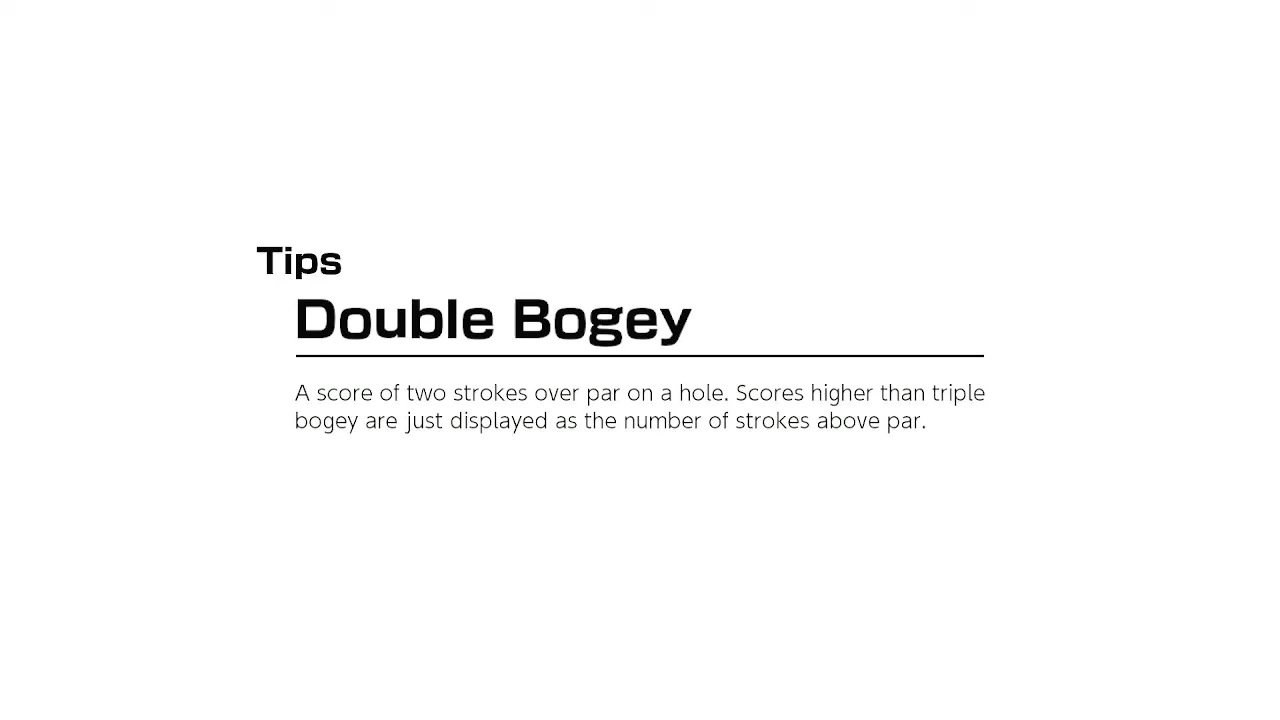 Tips
Double Bogey
A score of two strokes over par on a hole. Scores higher than triple
bogey are just displayed as the number of strokes above par.